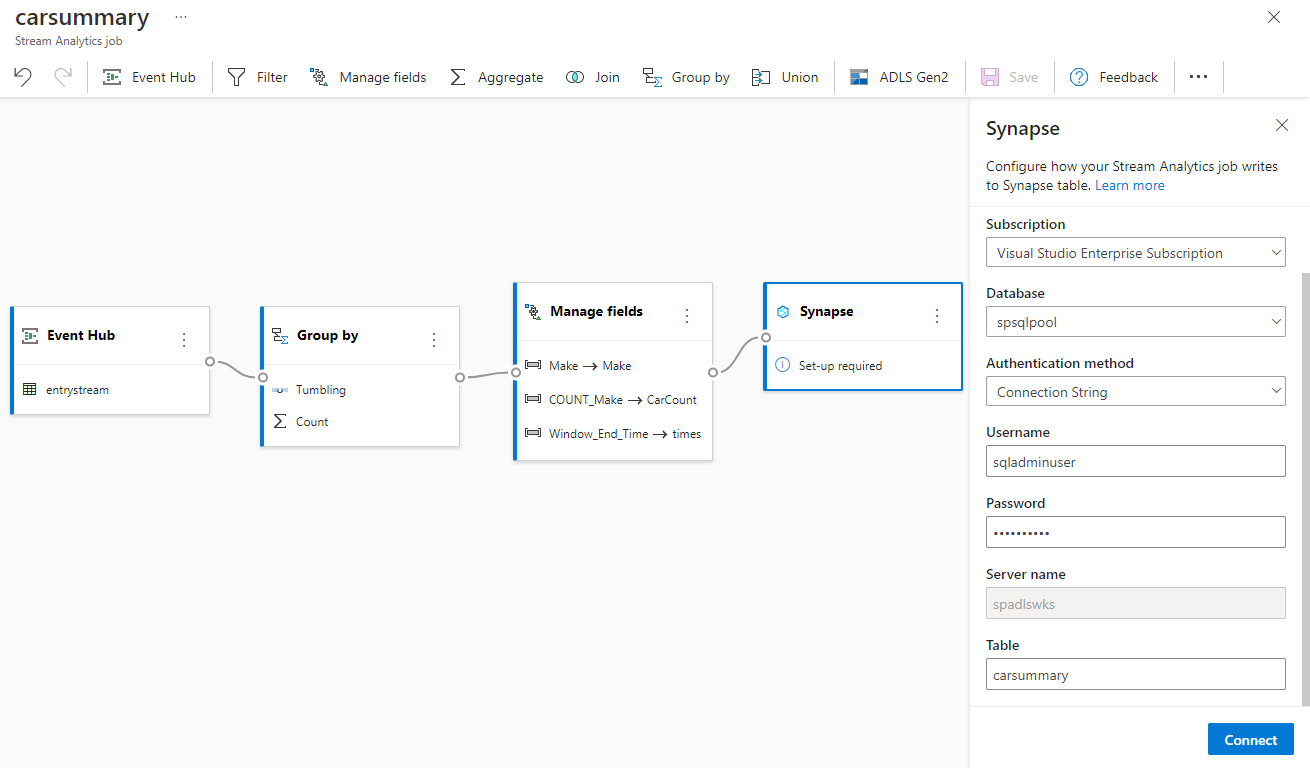 carsummary ...
Stream Analytics job
Event Hub Filter Manage fields Aggregate Join Group by Union ADLS Gen2 Save Feedback ...
Event Hub
entrystream
Group by
Tumbling
Count
Manage fields
Make → Make
COUNT_Make → CarCount
Window_End_Time → times
Synapse
Set-up required
Synapse
Configure how your Stream Analytics job writes
to Synapse table. Learn more
Subscription
Visual Studio Enterprise Subscription
Database
spsqlpool
Authentication method
Connection String
Username
sqladminuser
Password
••••••••••
Server name
spadlswks
Table
carsummary
Connect